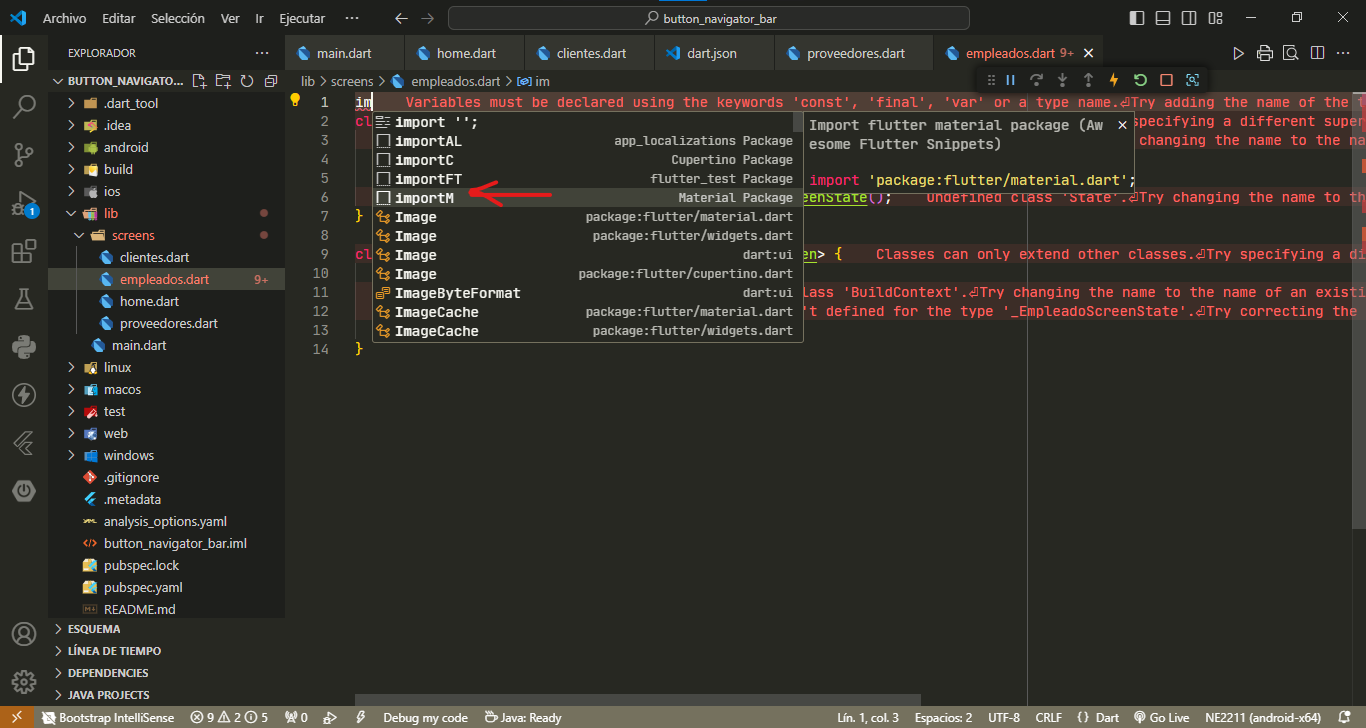 Archivo Editar Selección Ver Ir Ejecutar ··· button_navigator_bar
EXPLORADOR ···
main.dart home.dart clientes.dart dart.json proveedores.dart empleados.dart 9+
BUTTON_NAVIGAT...
lib > screens > empleados.dart > im
.dart_tool
.idea
android
build
ios
lib
screens
clientes.dart
empleados.dart 9+
home.dart
proveedores.dart
main.dart
linux
macos
test
web
windows
.gitignore
.metadata
analysis_options.yaml
button_navigator_bar.iml
pubspec.lock
pubspec.yaml
README.md
ESQUEMA
LÍNEA DE TIEMPO
DEPENDENCIES
JAVA PROJECTS
1
1 im Variables must be declared using the keywords 'const', 'final', 'var' or a type name.⏎Try adding the name of the t
2 cl specifying a different super
3 changing the name to the na
4
5
6 eenState(); Undefined class 'State'.⏎Try changing the name to th
7 }
8
9 cl en> { Classes can only extend other classes.⏎Try specifying a di
10
11 lass 'BuildContext'.⏎Try changing the name to the name of an existi
12 't defined for the type '_EmpleadoScreenState'.⏎Try correcting the
13
14 }
import '';
importAL app_localizations Package
importC Cupertino Package
importFT flutter_test Package
importM Material Package
Image package:flutter/material.dart
Image package:flutter/widgets.dart
Image dart:ui
Image package:flutter/cupertino.dart
ImageByteFormat dart:ui
ImageCache package:flutter/material.dart
ImageCache package:flutter/widgets.dart
Import flutter material package (Aw
esome Flutter Snippets)
import 'package:flutter/material.dart';
Bootstrap IntelliSense 9 2 5 0 Debug my code Java: Ready Lín. 1, col. 3 Espacios: 2 UTF-8 CRLF {} Dart Go Live NE2211 (android-x64)